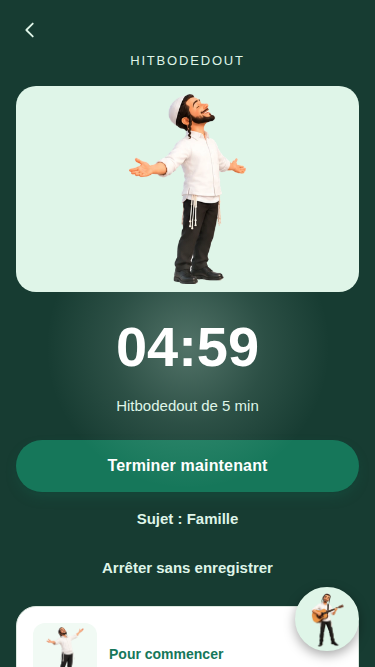 HITBODEDOUT
04:59
Hitbodedout de 5 min
Terminer maintenant
Sujet : Famille
Arrêter sans enregistrer
Pour commencer